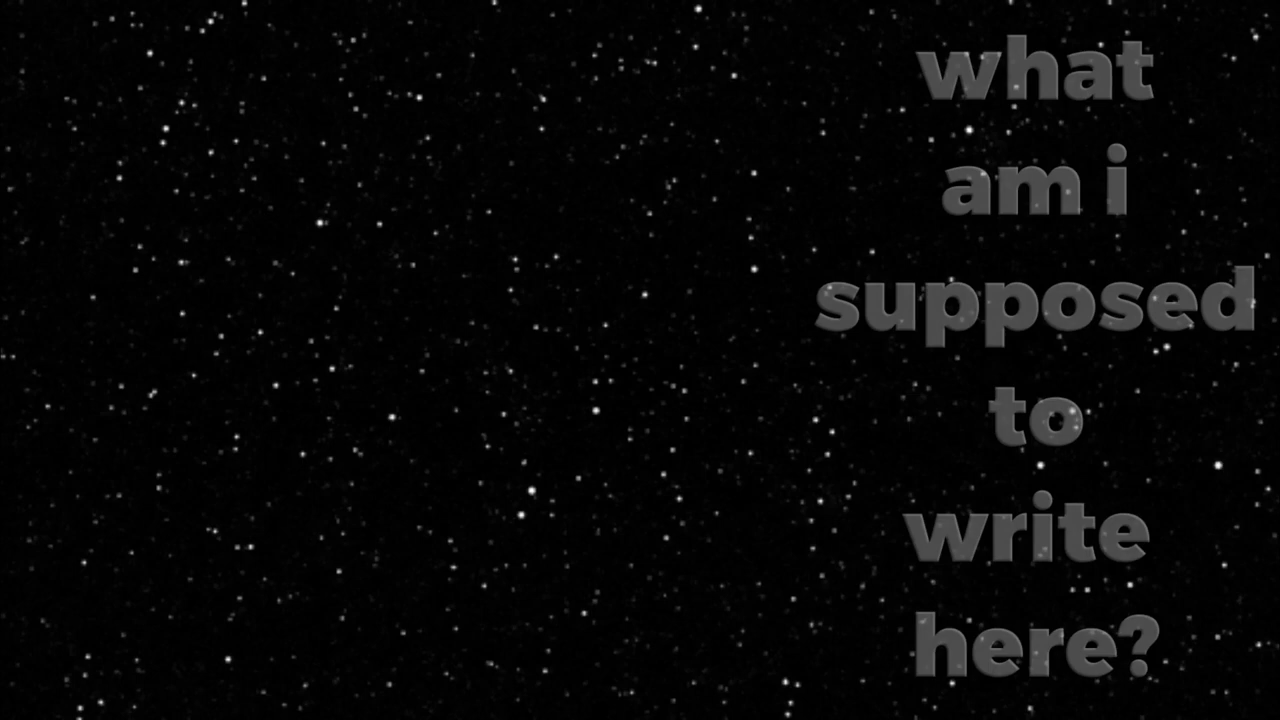 what
am i
supposed
to
write
here?